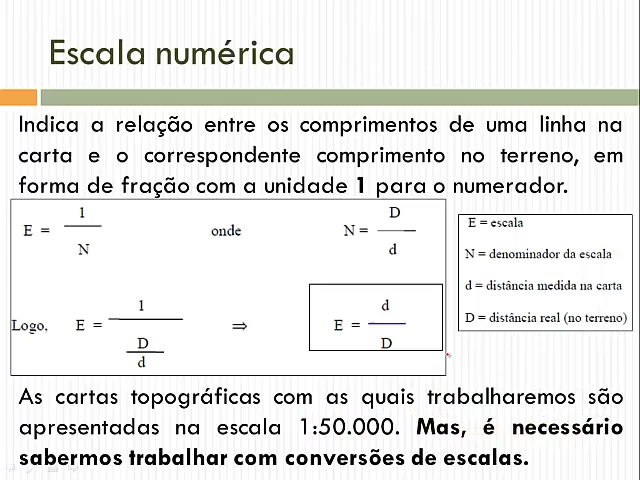 Escala numérica
Indica a relação entre os comprimentos de uma linha na
carta e o correspondente comprimento no terreno, em
forma de fração com a unidade 1 para o numerador.
E = 1 / N onde N = D / d
Logo, E = 1 / D / d ⇒ E = d / D
E = escala
N = denominador da escala
d = distância medida na carta
D = distância real (no terreno)
As cartas topográficas com as quais trabalharemos são
apresentadas na escala 1:50.000. Mas, é necessário
sabermos trabalhar com conversões de escalas.